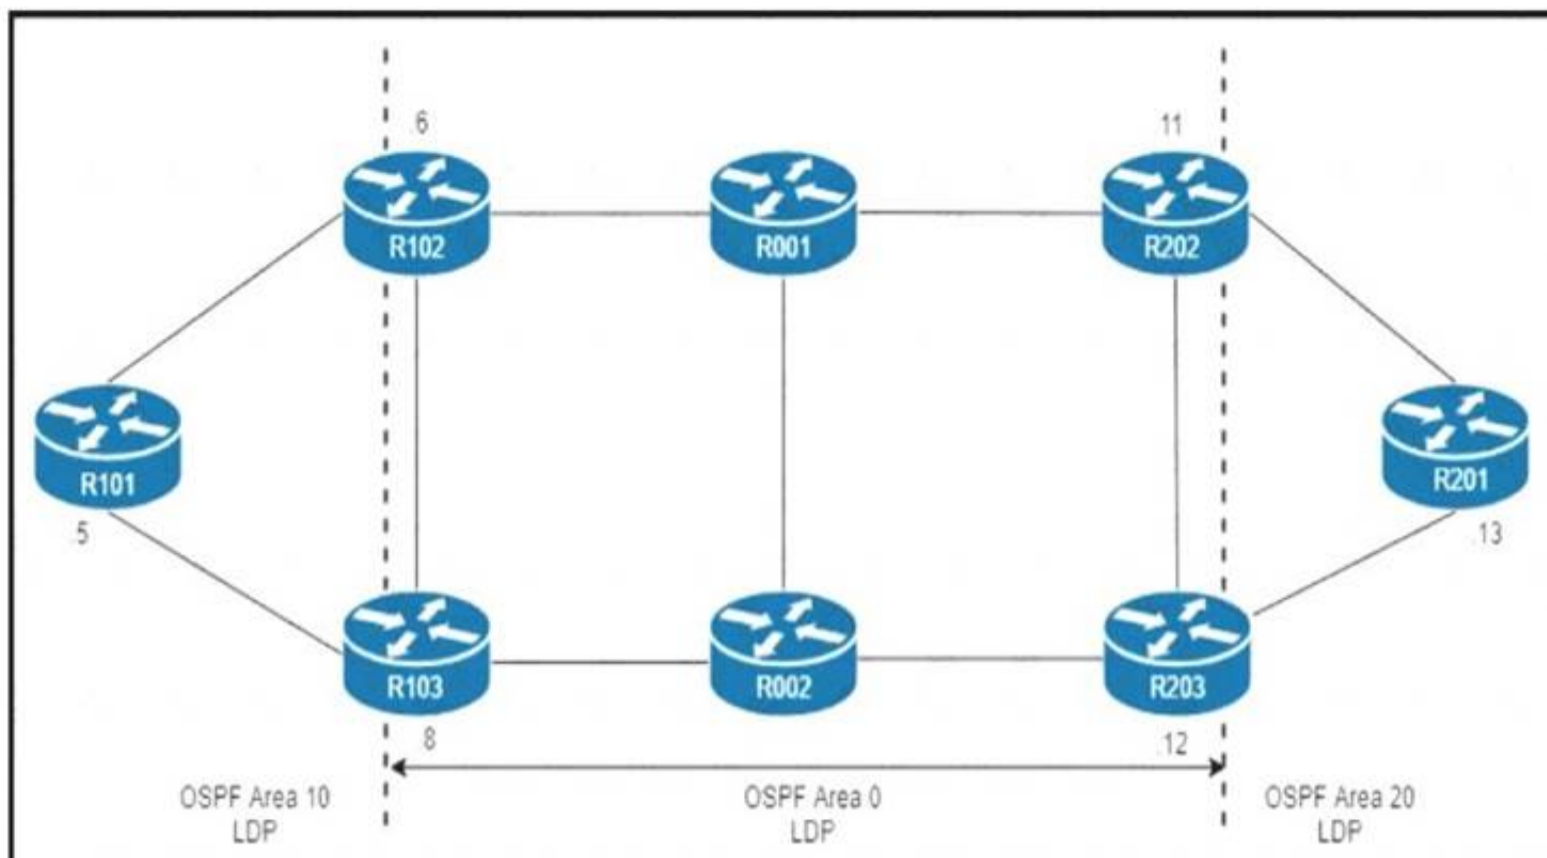 .6
11
R102
R001
R202
R101
R201
.5
.13
R103
R002
R203
8
.12
OSPF Area 10
LDP
OSPF Area 0
LDP
OSPF Area 20
LDP